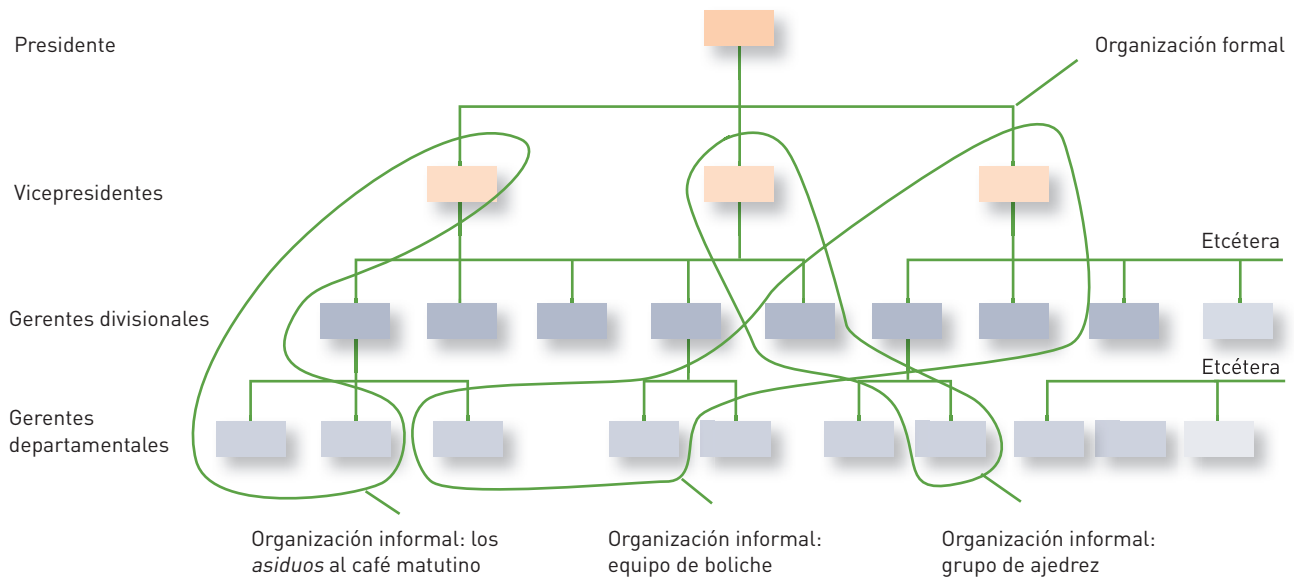 Presidente
Organización formal
Vicepresidentes
Etcétera
Gerentes divisionales
Etcétera
Gerentes
departamentales
Organización informal: los
asiduos al café matutino
Organización informal:
equipo de boliche
Organización informal:
grupo de ajedrez